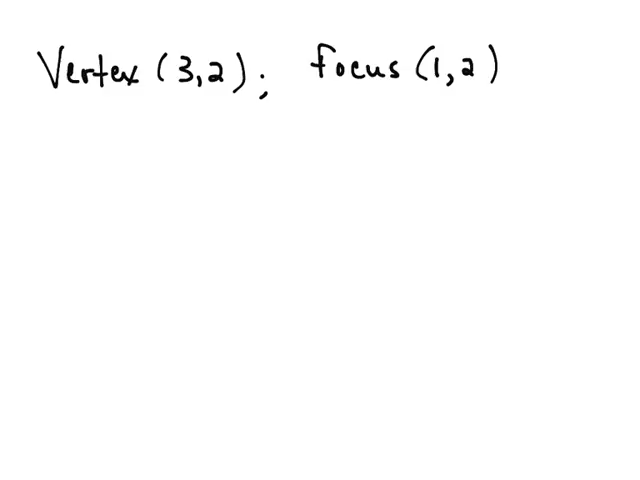 Vertex (3,2); focus (1,2)